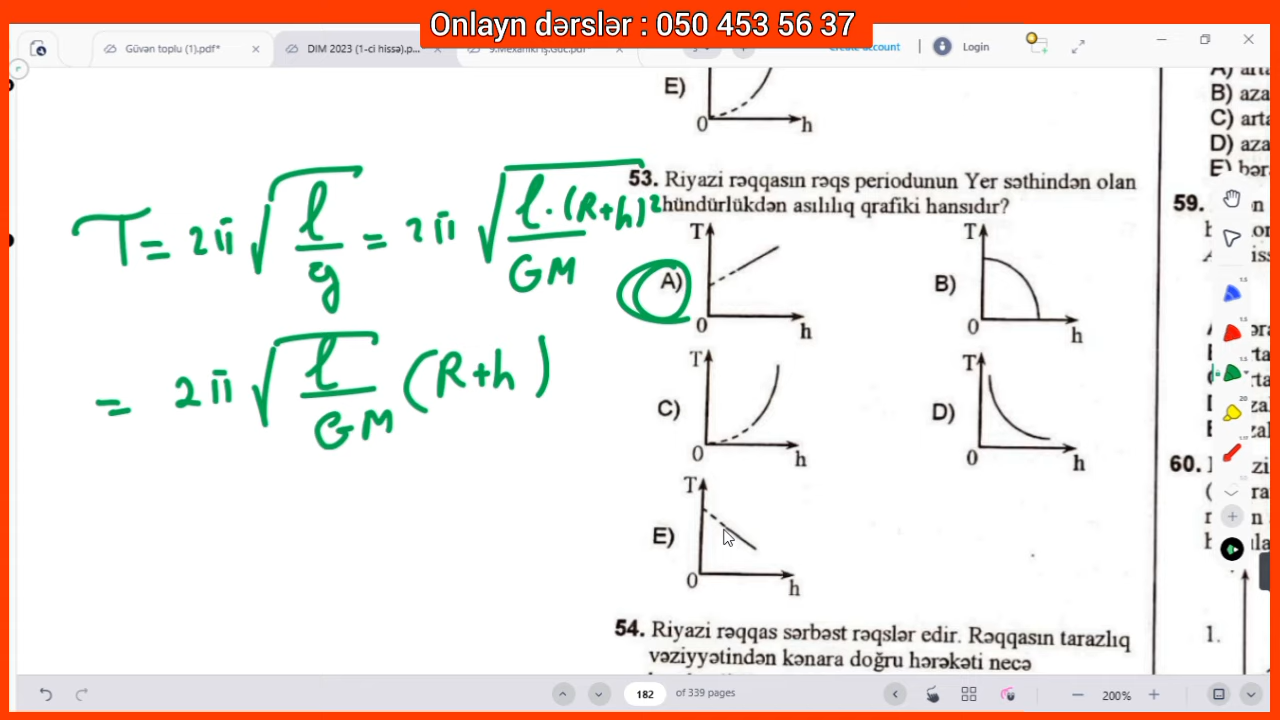 Onlayn dərslər : 050 453 56 37
Güvən toplu (1).pdf*
DIM 2023 (1-ci hissə).p...
9.Mexaniki iş.Güc.pdf
Create account
Login
E)
0
h
53. Riyazi rəqqasın rəqs periodunun Yer səthindən olan
hündürlükdən asılılıq qrafiki hansıdır?
T
A)
0
h
T
B)
0
h
T
C)
0
h
T
D)
0
h
T
E)
0
h
54. Riyazi rəqqas sərbəst rəqslər edir. Rəqqasın tarazlıq
vəziyyətindən kənara doğru hərəkəti necə
T = 2π √(l/g) = 2π √(l·(R+h)²/GM)
= 2π √(l/GM) (R+h)
B) aza
C) arta
D) aza
59.
60.
1.
182
of 339 pages
200%